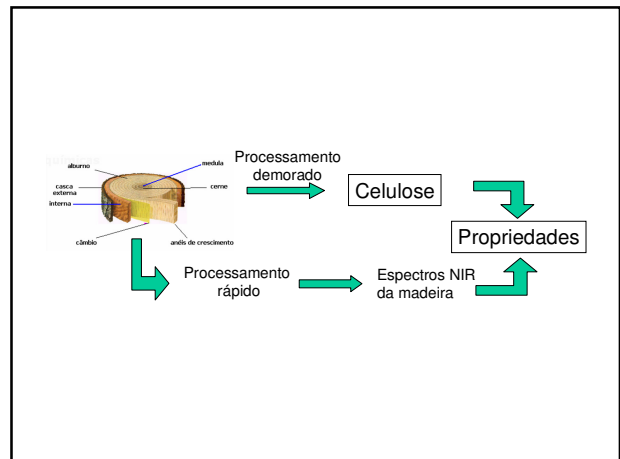 alburno
medula
casca
externa
cerne
interna
câmbio
anéis de crescimento
Processamento
demorado
Celulose
Propriedades
Processamento
rápido
Espectros NIR
da madeira